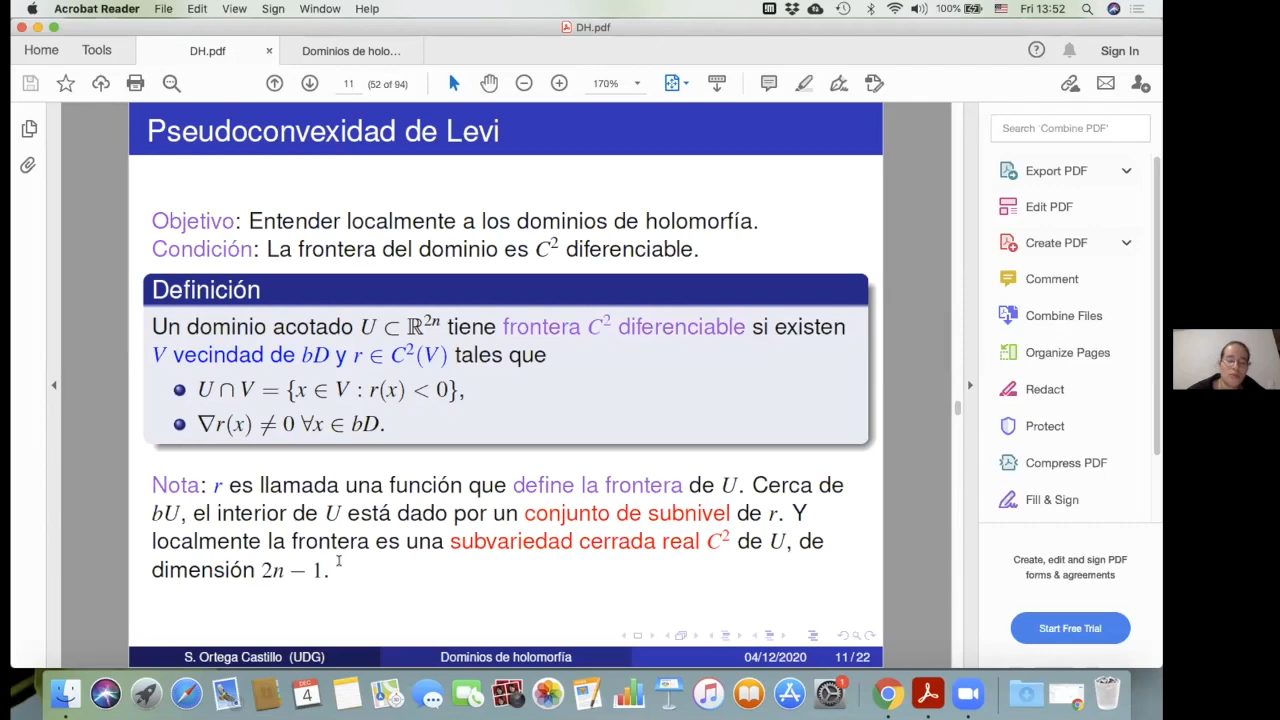 Acrobat Reader File Edit View Sign Window Help
100% Fri 13:52
DH.pdf
Home Tools DH.pdf × Dominios de holo... Sign In
11 (52 of 94) 170%
Pseudoconvexidad de Levi
Objetivo: Entender localmente a los dominios de holomorfía.
Condición: La frontera del dominio es C² diferenciable.
Definición
Un dominio acotado U ⊂ ℝ²ⁿ tiene frontera C² diferenciable si existen
V vecindad de bD y r ∈ C²(V) tales que
U ∩ V = {x ∈ V : r(x) < 0},
∇r(x) ≠ 0 ∀x ∈ bD.
Nota: r es llamada una función que define la frontera de U. Cerca de
bU, el interior de U está dado por un conjunto de subnivel de r. Y
localmente la frontera es una subvariedad cerrada real C² de U, de
dimensión 2n − 1.
S. Ortega Castillo (UDG) Dominios de holomorfía 04/12/2020 11/22
Search 'Combine PDF'
Export PDF
Edit PDF
Create PDF
Comment
Combine Files
Organize Pages
Redact
Protect
Compress PDF
Fill & Sign
Create, edit and sign PDF
forms & agreements
Start Free Trial
DEC
4
1